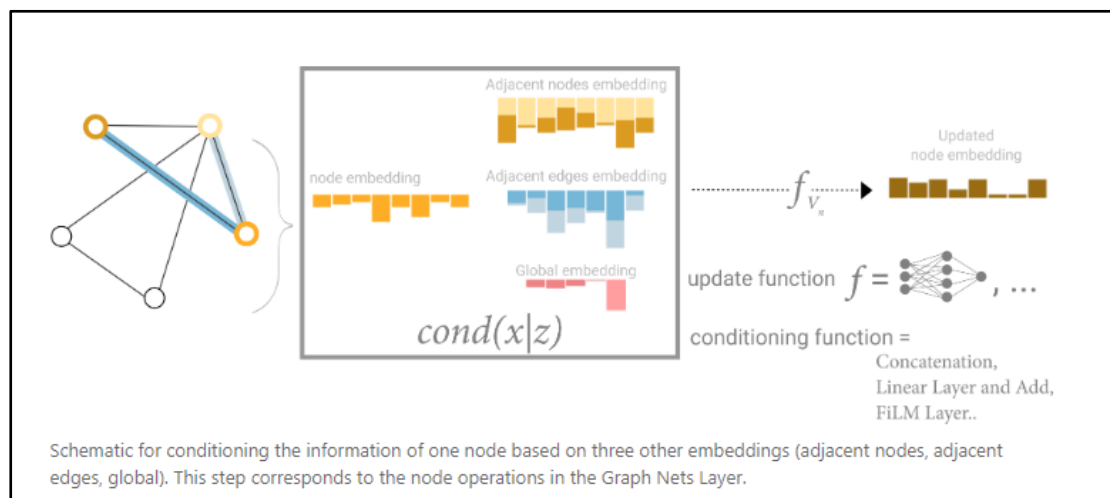 Adjacent nodes embedding
node embedding
Adjacent edges embedding
Global embedding
cond(x|z)
f
Vn
Updated
node embedding
update function f = , ...
conditioning function =
Concatenation,
Linear Layer and Add,
FiLM Layer..
Schematic for conditioning the information of one node based on three other embeddings (adjacent nodes, adjacent
edges, global). This step corresponds to the node operations in the Graph Nets Layer.